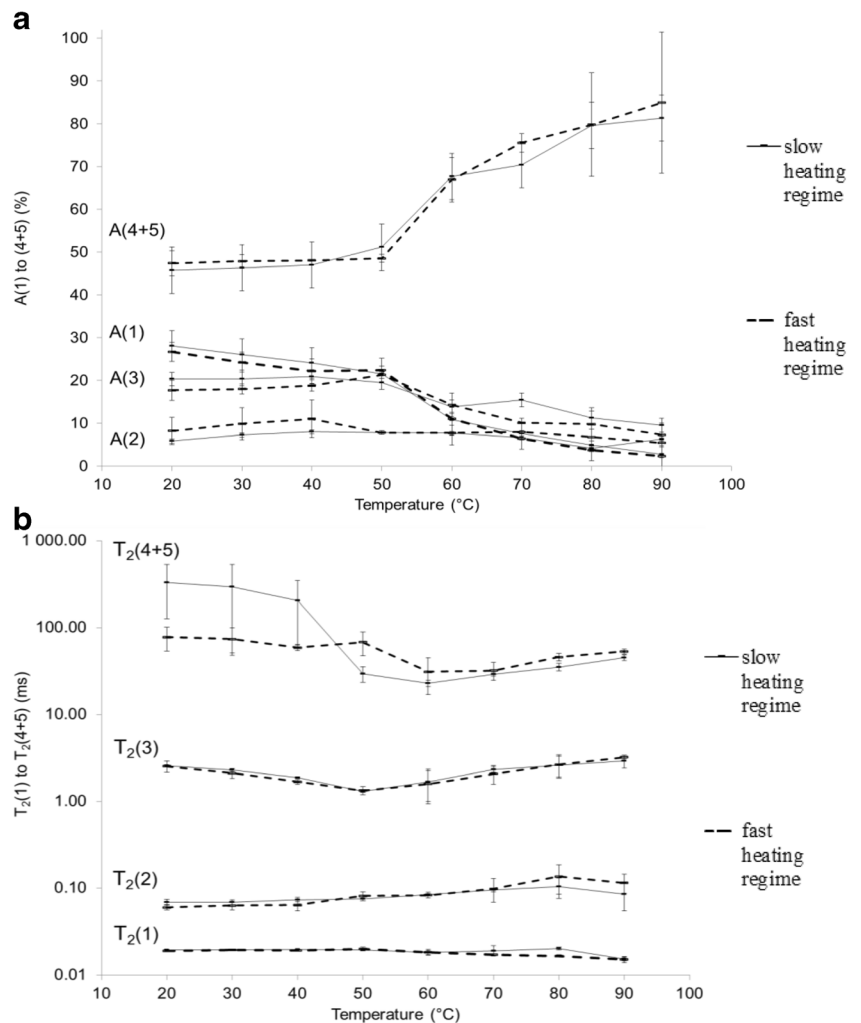 a
100
90
80
70
60
50
40
30
20
10
0
A(1) to (4+5) (%)
A(4+5)
A(1)
A(3)
A(2)
10 20 30 40 50 60 70 80 90 100
Temperature (°C)
slow
heating
regime
fast
heating
regime
b
1 000.00
100.00
10.00
1.00
0.10
0.01
T₂(1) to T₂(4+5) (ms)
T₂(4+5)
T₂(3)
T₂(2)
T₂(1)
10 20 30 40 50 60 70 80 90 100
Temperature (°C)
slow
heating
regime
fast
heating
regime